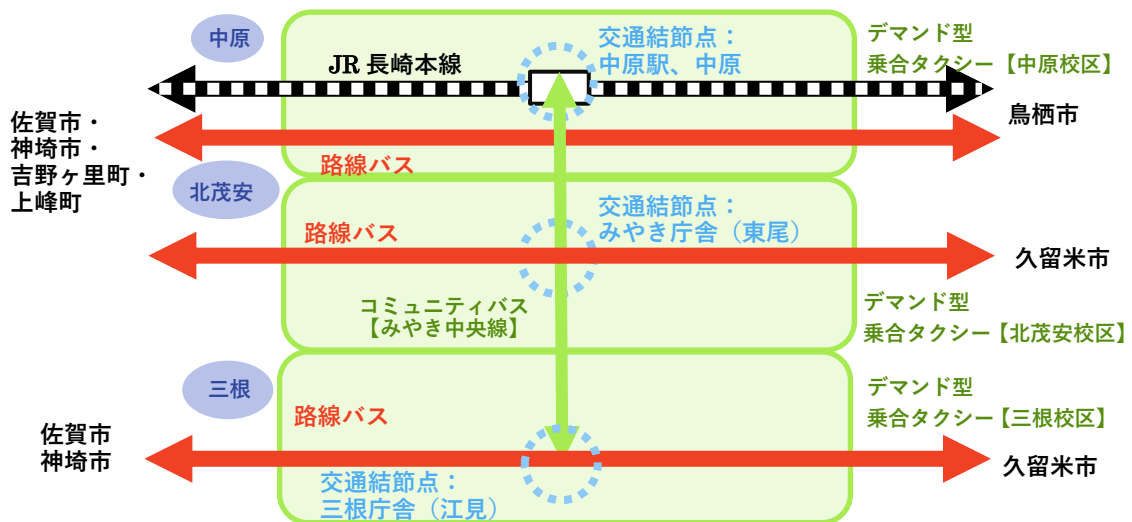 中原
交通結節点：
中原駅、中原
デマンド型
乗合タクシー【中原校区】
JR 長崎本線
鳥栖市
佐賀市・
神埼市・
吉野ヶ里町・
上峰町
路線バス
北茂安
交通結節点：
みやき庁舎（東尾）
路線バス
久留米市
コミュニティバス
【みやき中央線】
デマンド型
乗合タクシー【北茂安校区】
三根
デマンド型
乗合タクシー【三根校区】
路線バス
佐賀市
神埼市
久留米市
交通結節点：
三根庁舎（江見）